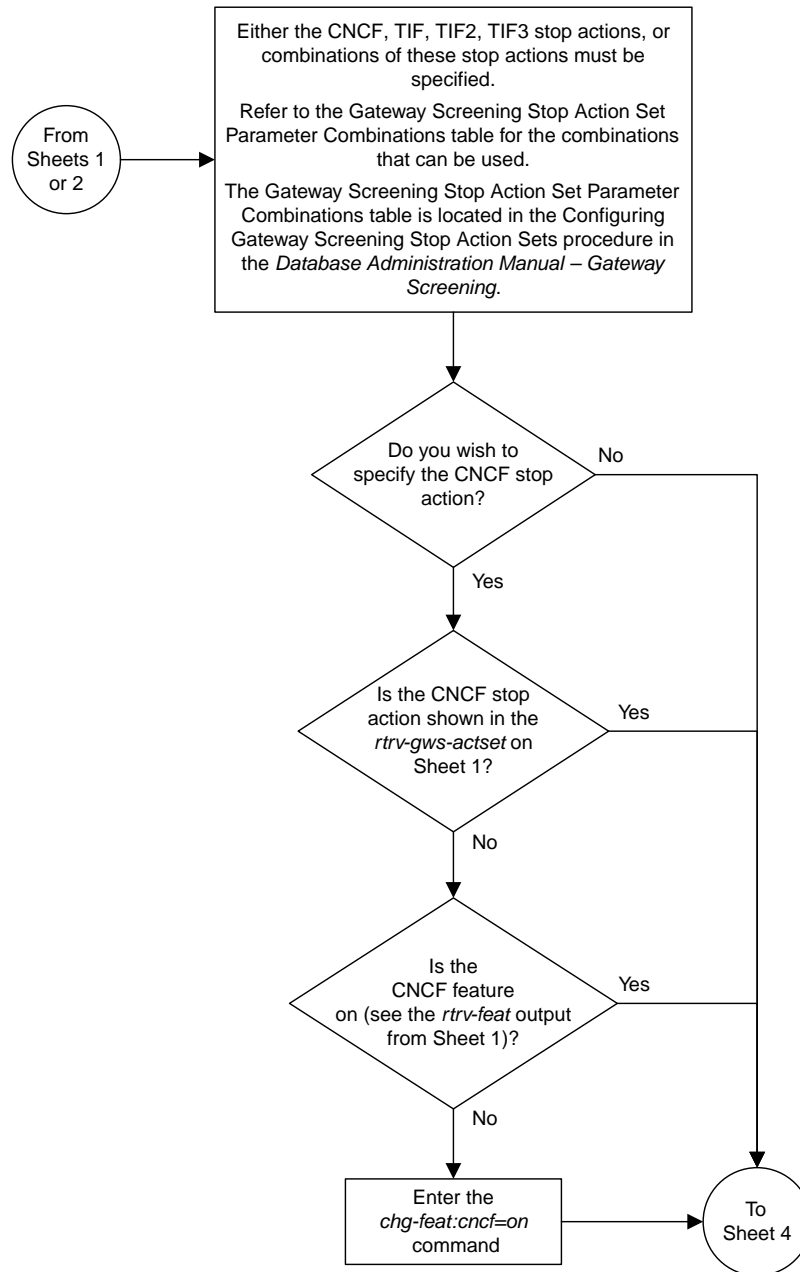 Either the CNCF, TIF, TIF2, TIF3 stop actions, or
combinations of these stop actions must be
specified.
Refer to the Gateway Screening Stop Action Set
Parameter Combinations table for the combinations
that can be used.
The Gateway Screening Stop Action Set Parameter
Combinations table is located in the Configuring
Gateway Screening Stop Action Sets procedure in
the Database Administration Manual – Gateway
Screening.
From
Sheets 1
or 2
Do you wish to
specify the CNCF stop
action?
No
Yes
Is the CNCF stop
action shown in the
rtrv-gws-actset on
Sheet 1?
Yes
No
Is the
CNCF feature
on (see the rtrv-feat output
from Sheet 1)?
Yes
No
Enter the
chg-feat:cncf=on
command
To
Sheet 4